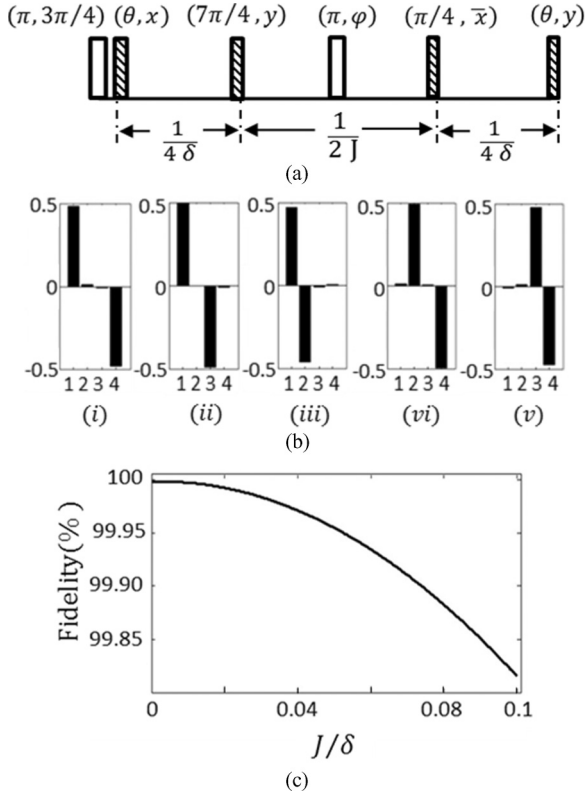 (π, 3π/4) (θ, x) (7π/4, y) (π, φ) (π/4, x̅) (θ, y)
1/4 δ 1/2 J 1/4 δ
(a)
0.5 0.5 0.5 0.5 0.5
0 0 0 0 0
-0.5 -0.5 -0.5 -0.5 -0.5
1 2 3 4 1 2 3 4 1 2 3 4 1 2 3 4 1 2 3 4
(i) (ii) (iii) (vi) (v)
(b)
100
99.95
99.90
99.85
Fidelity(%)
0 0.04 0.08 0.1
J/δ
(c)